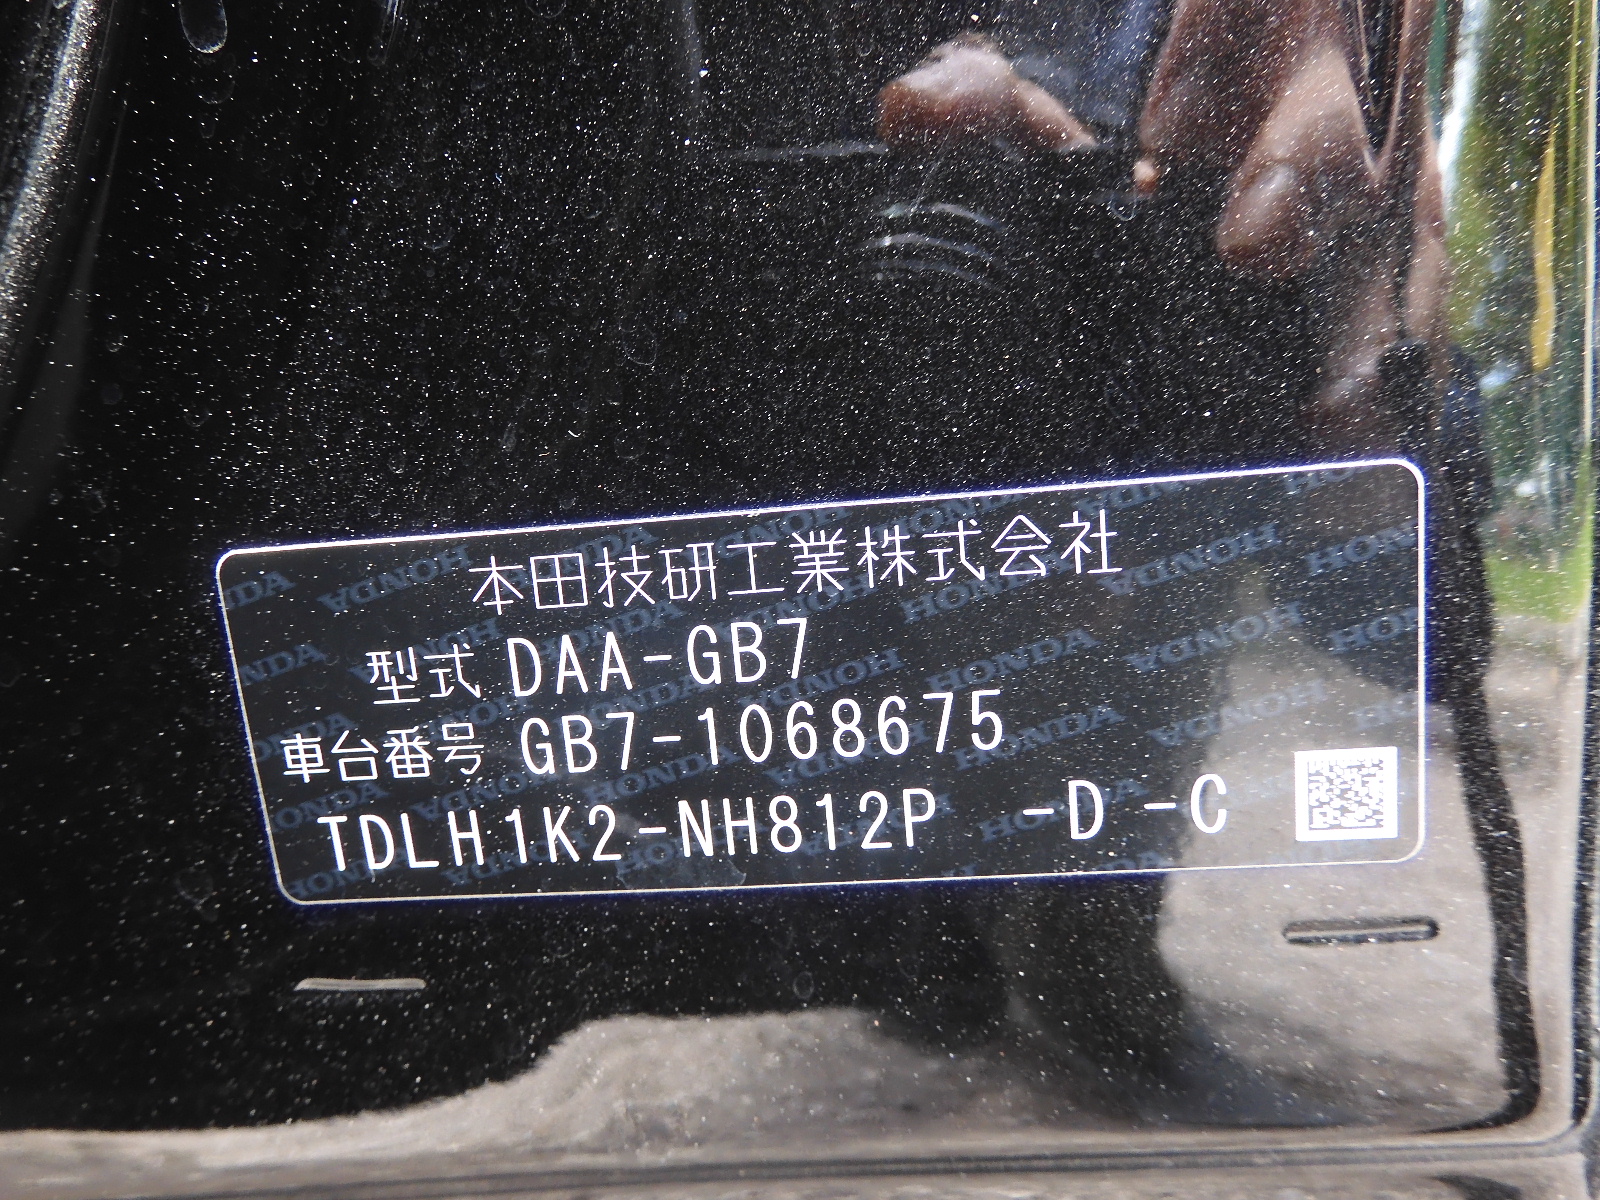 本田技研工業株式会社
型式 DAA-GB7
車台番号 GB7-1068675
TDLH1K2-NH812P -D -C